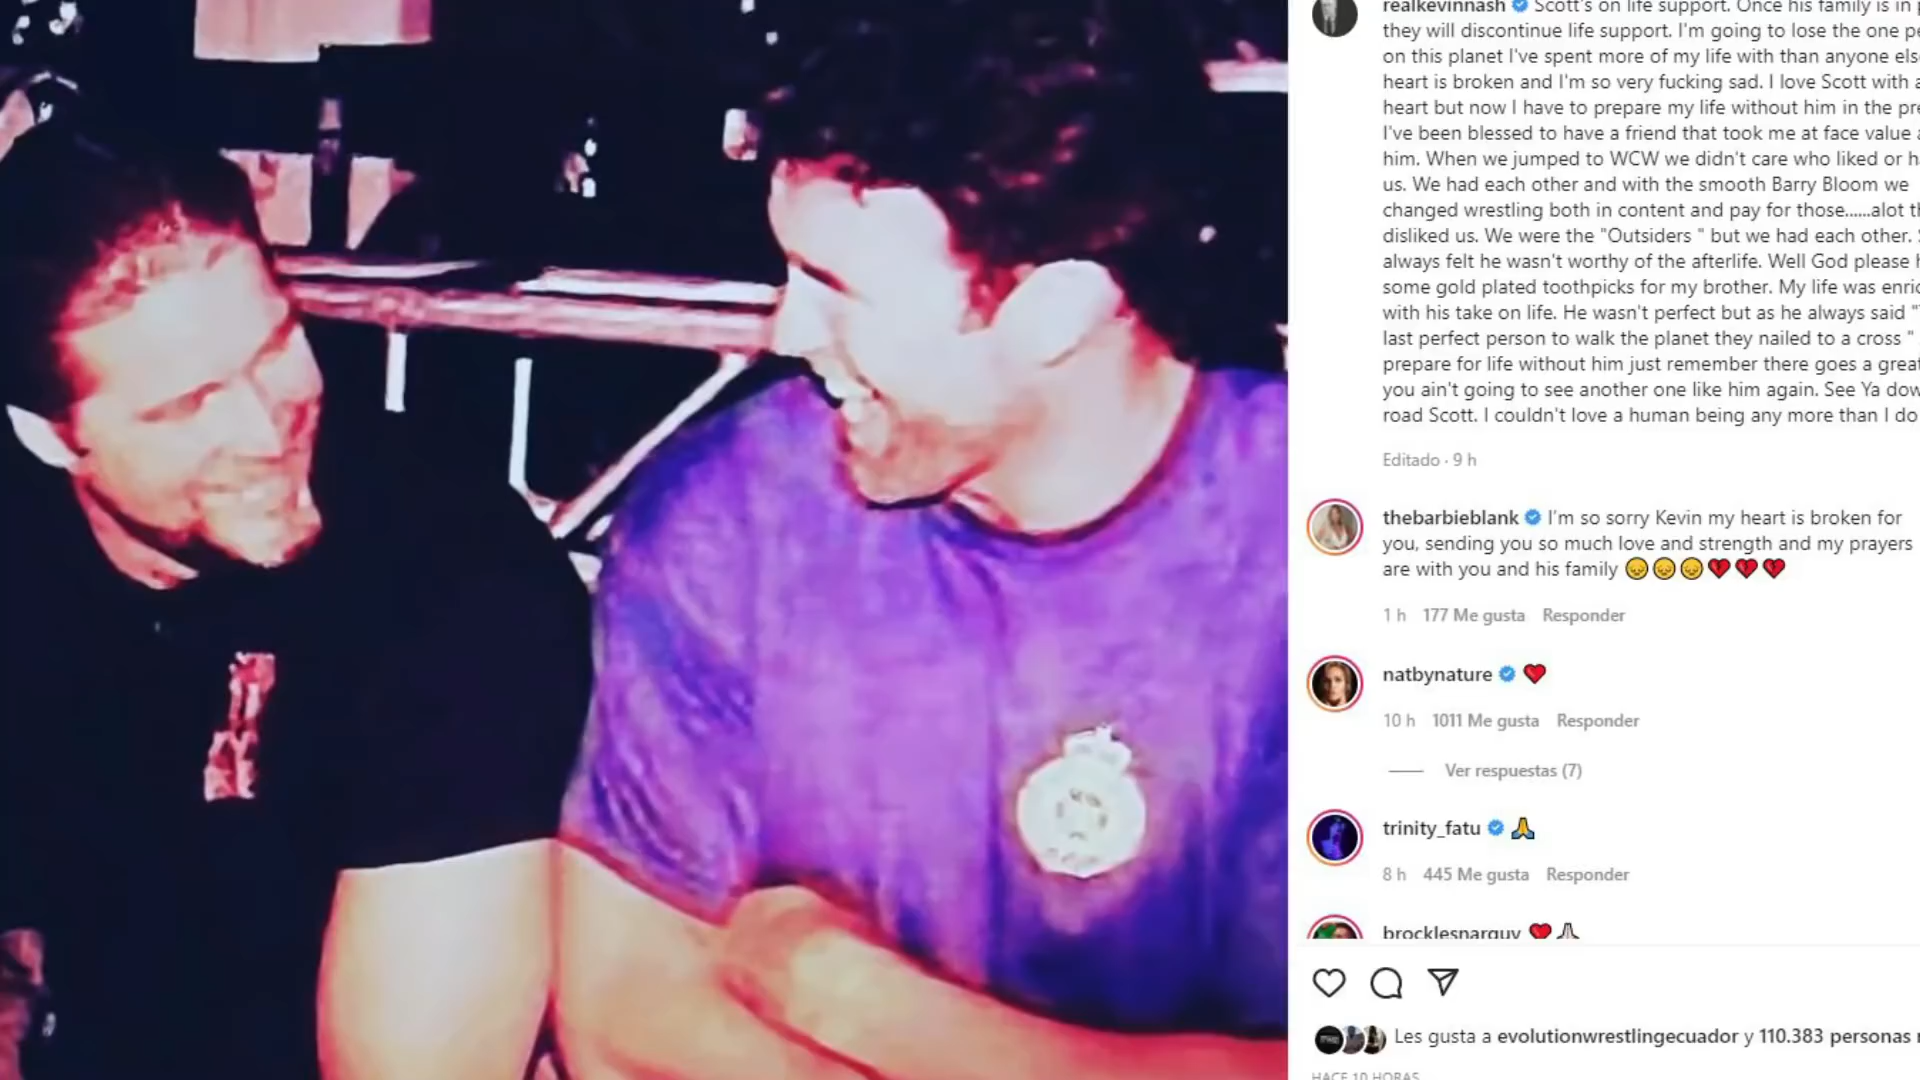 realkevinnash Scott's on life support. Once his family is in
they will discontinue life support. I'm going to lose the one
on this planet I've spent more of my life with than anyone
heart is broken and I'm so very fucking sad. I love Scott with
heart but now I have to prepare my life without him in the
I've been blessed to have a friend that took me at face value
him. When we jumped to WCW we didn't care who liked or
us. We had each other and with the smooth Barry Bloom we
changed wrestling both in content and pay for those......alot
disliked us. We were the "Outsiders " but we had each other.
always felt he wasn't worthy of the afterlife. Well God please
some gold plated toothpicks for my brother. My life was
with his take on life. He wasn't perfect but as he always said "
last perfect person to walk the planet they nailed to a cross "
prepare for life without him just remember there goes a great
you ain't going to see another one like him again. See Ya
road Scott. I couldn't love a human being any more than I do
Editado · 9 h
thebarbieblank I'm so sorry Kevin my heart is broken for
you, sending you so much love and strength and my prayers
are with you and his family 😞😞😞💔💔💔
1 h 177 Me gusta Responder
natbynature ❤️
10 h 1011 Me gusta Responder
Ver respuestas (7)
trinity_fatu 🙏
8 h 445 Me gusta Responder
brocklesnarguy ❤️🙏
Les gusta a evolutionwrestlingecuador y 110.383 personas
HACE 10 HORAS